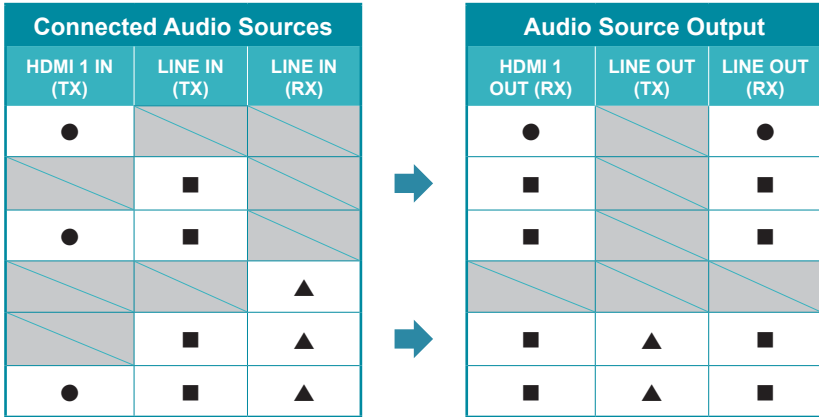 Connected Audio Sources
Audio Source Output
HDMI 1 IN
(TX)
LINE IN
(TX)
LINE IN
(RX)
HDMI 1
OUT (RX)
LINE OUT
(TX)
LINE OUT
(RX)